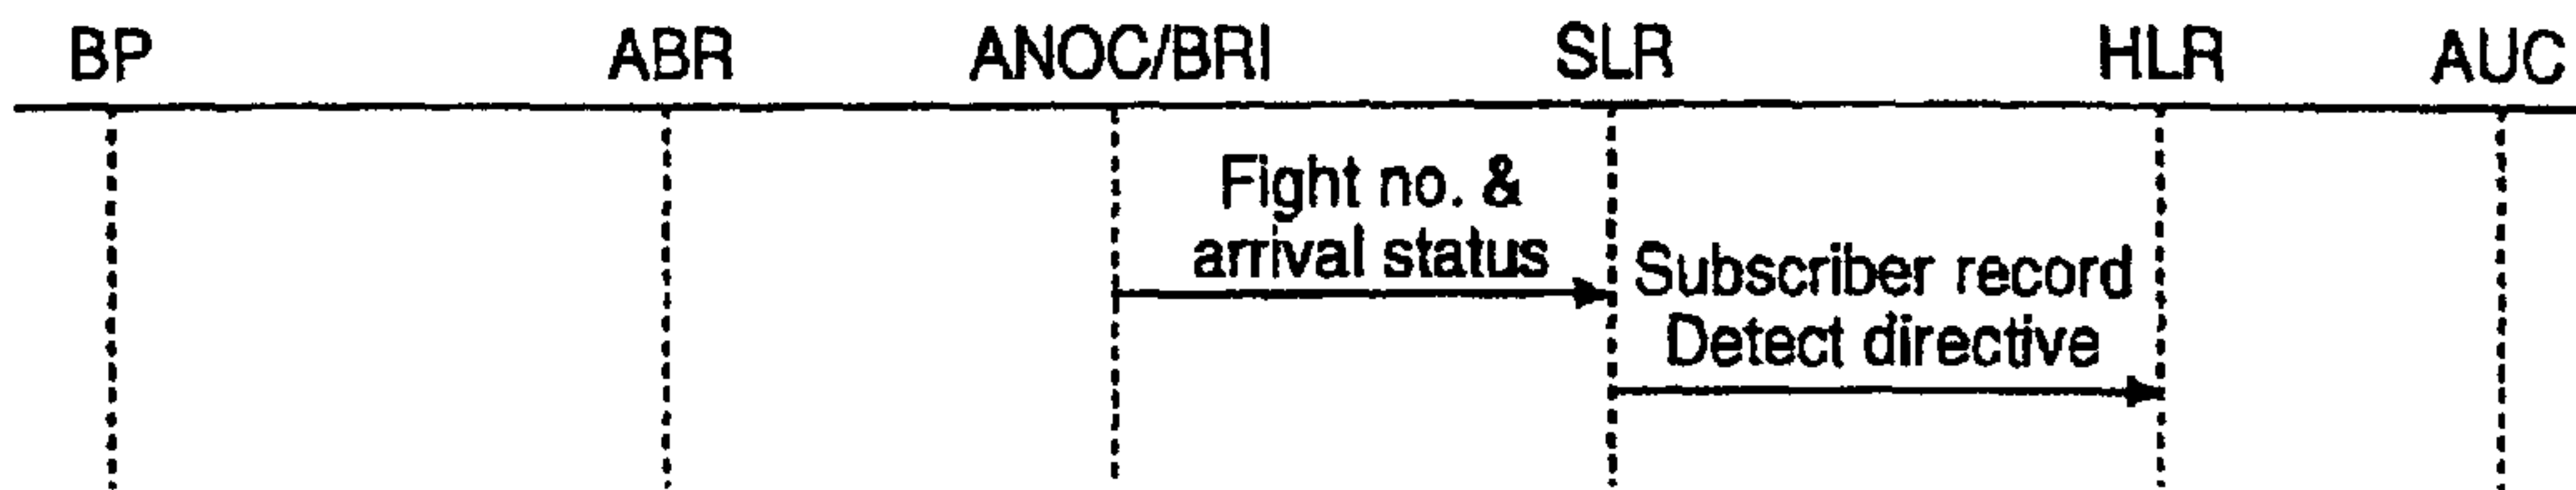 BP ABR ANOC/BRI SLR HLR AUC
Fight no. &
arrival status
Subscriber record
Detect directive